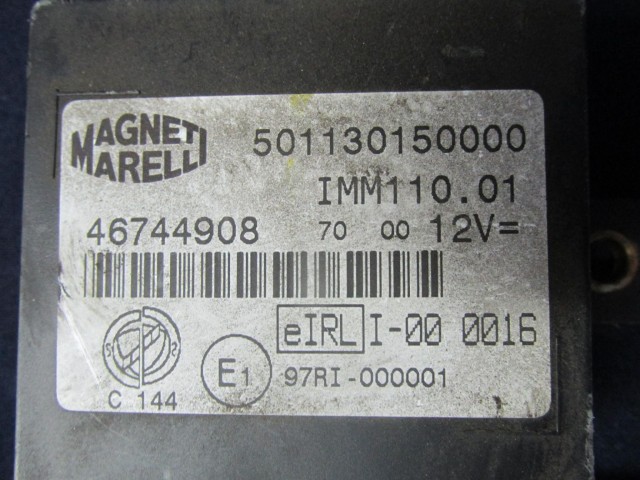 MAGNETI
MARELLI
501130150000
IMM110.01
46744908 70 00 12V=
eIRL I-00 0016
E1 97RI-000001
C 144